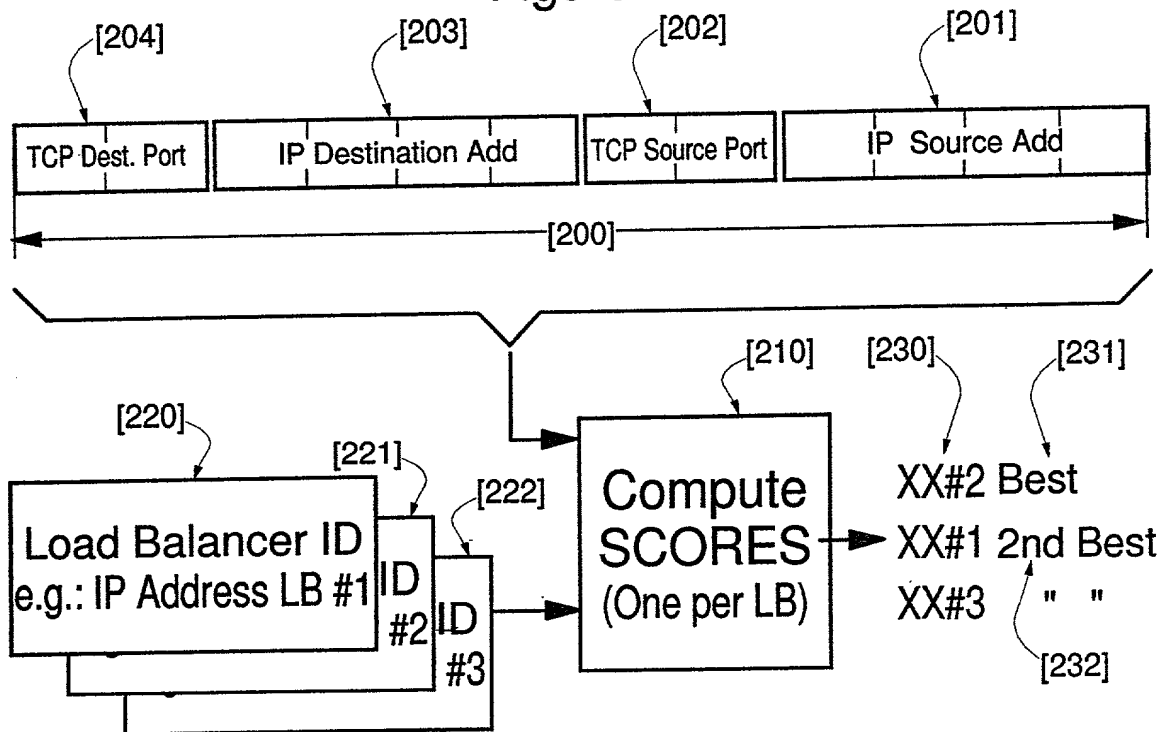 [204]
[203]
[202]
[201]
TCP Dest. Port
IP Destination Add
TCP Source Port
IP Source Add
[200]
[210]
[230]
[231]
[220]
[221]
[222]
Load Balancer ID
e.g.: IP Address LB #1
ID
#2
ID
#3
Compute
SCORES
(One per LB)
XX#2 Best
XX#1 2nd Best
XX#3 " "
[232]